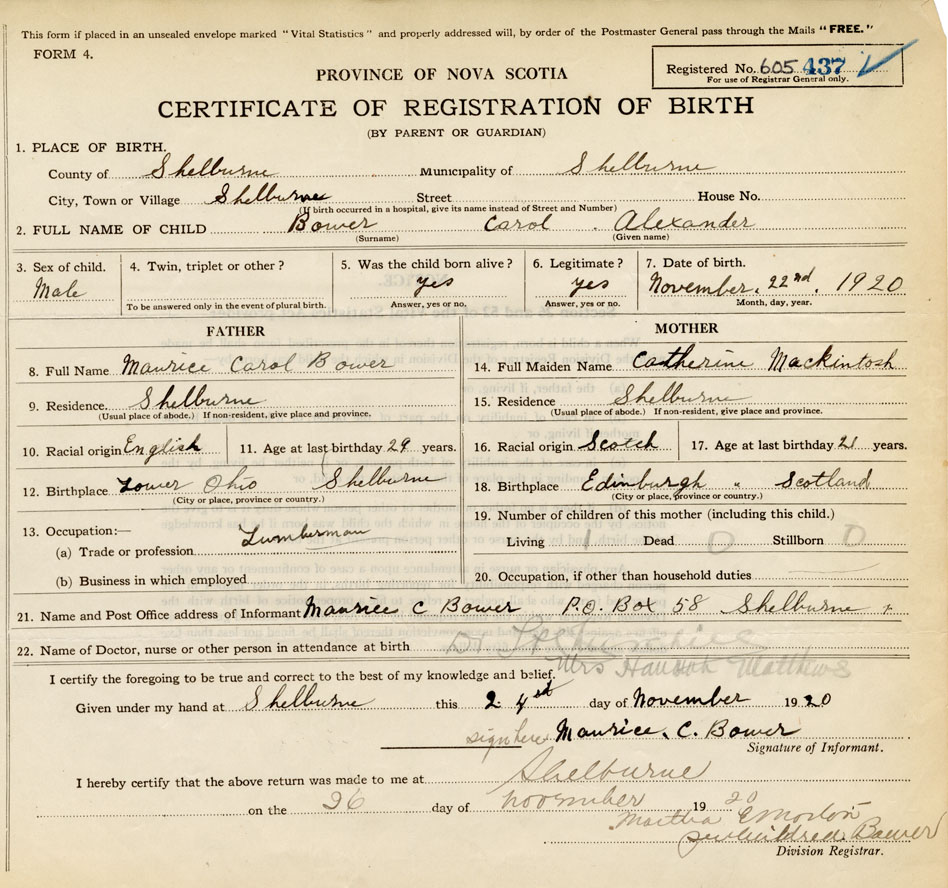 This form if placed in an unsealed envelope marked "Vital Statistics" and properly addressed will, by order of the Postmaster General pass through the Mails "FREE."
FORM 4.
Registered No. 605 437
For use of Registrar General only.
PROVINCE OF NOVA SCOTIA
CERTIFICATE OF REGISTRATION OF BIRTH
(BY PARENT OR GUARDIAN)
1. PLACE OF BIRTH.
County of Shelburne Municipality of Shelburne
City, Town or Village Shelburne Street House No.
(If birth occurred in a hospital, give its name instead of Street and Number)
2. FULL NAME OF CHILD Bower Carol Alexander
(Surname) (Given name)
3. Sex of child. 4. Twin, triplet or other? 5. Was the child born alive? 6. Legitimate? 7. Date of birth.
Male yes yes November. 22nd. 1920
To be answered only in the event of plural birth. Answer, yes or no. Answer, yes or no. Month, day, year.
FATHER MOTHER
8. Full Name Maurice Carol Bower 14. Full Maiden Name Catherine Mackintosh
9. Residence. Shelburne 15. Residence Shelburne
(Usual place of abode.) If non-resident, give place and province. (Usual place of abode.) If non-resident, give place and province.
10. Racial origin English 11. Age at last birthday 29 years. 16. Racial origin Scotch 17. Age at last birthday 21 years.
12. Birthplace Lower Ohio Shelburne 18. Birthplace Edinburgh " Scotland
(City or place, province or country.) (City or place, province or country.)
13. Occupation:— 19. Number of children of this mother (including this child.)
(a) Trade or profession Lumberman Living 1 Dead 0 Stillborn 0
(b) Business in which employed 20. Occupation, if other than household duties
21. Name and Post Office address of Informant Maurice C Bower P.O. Box 58 Shelburne
22. Name of Doctor, nurse or other person in attendance at birth Dr
Mrs Hannah Matthews
I certify the foregoing to be true and correct to the best of my knowledge and belief.
Given under my hand at Shelburne this 24th day of November 1920
sign here Maurice. C. Bower
Signature of Informant.
I hereby certify that the above return was made to me at Shelburne
on the 26 day of November 1920
Martha E Morton
Mildred Bower
Division Registrar.